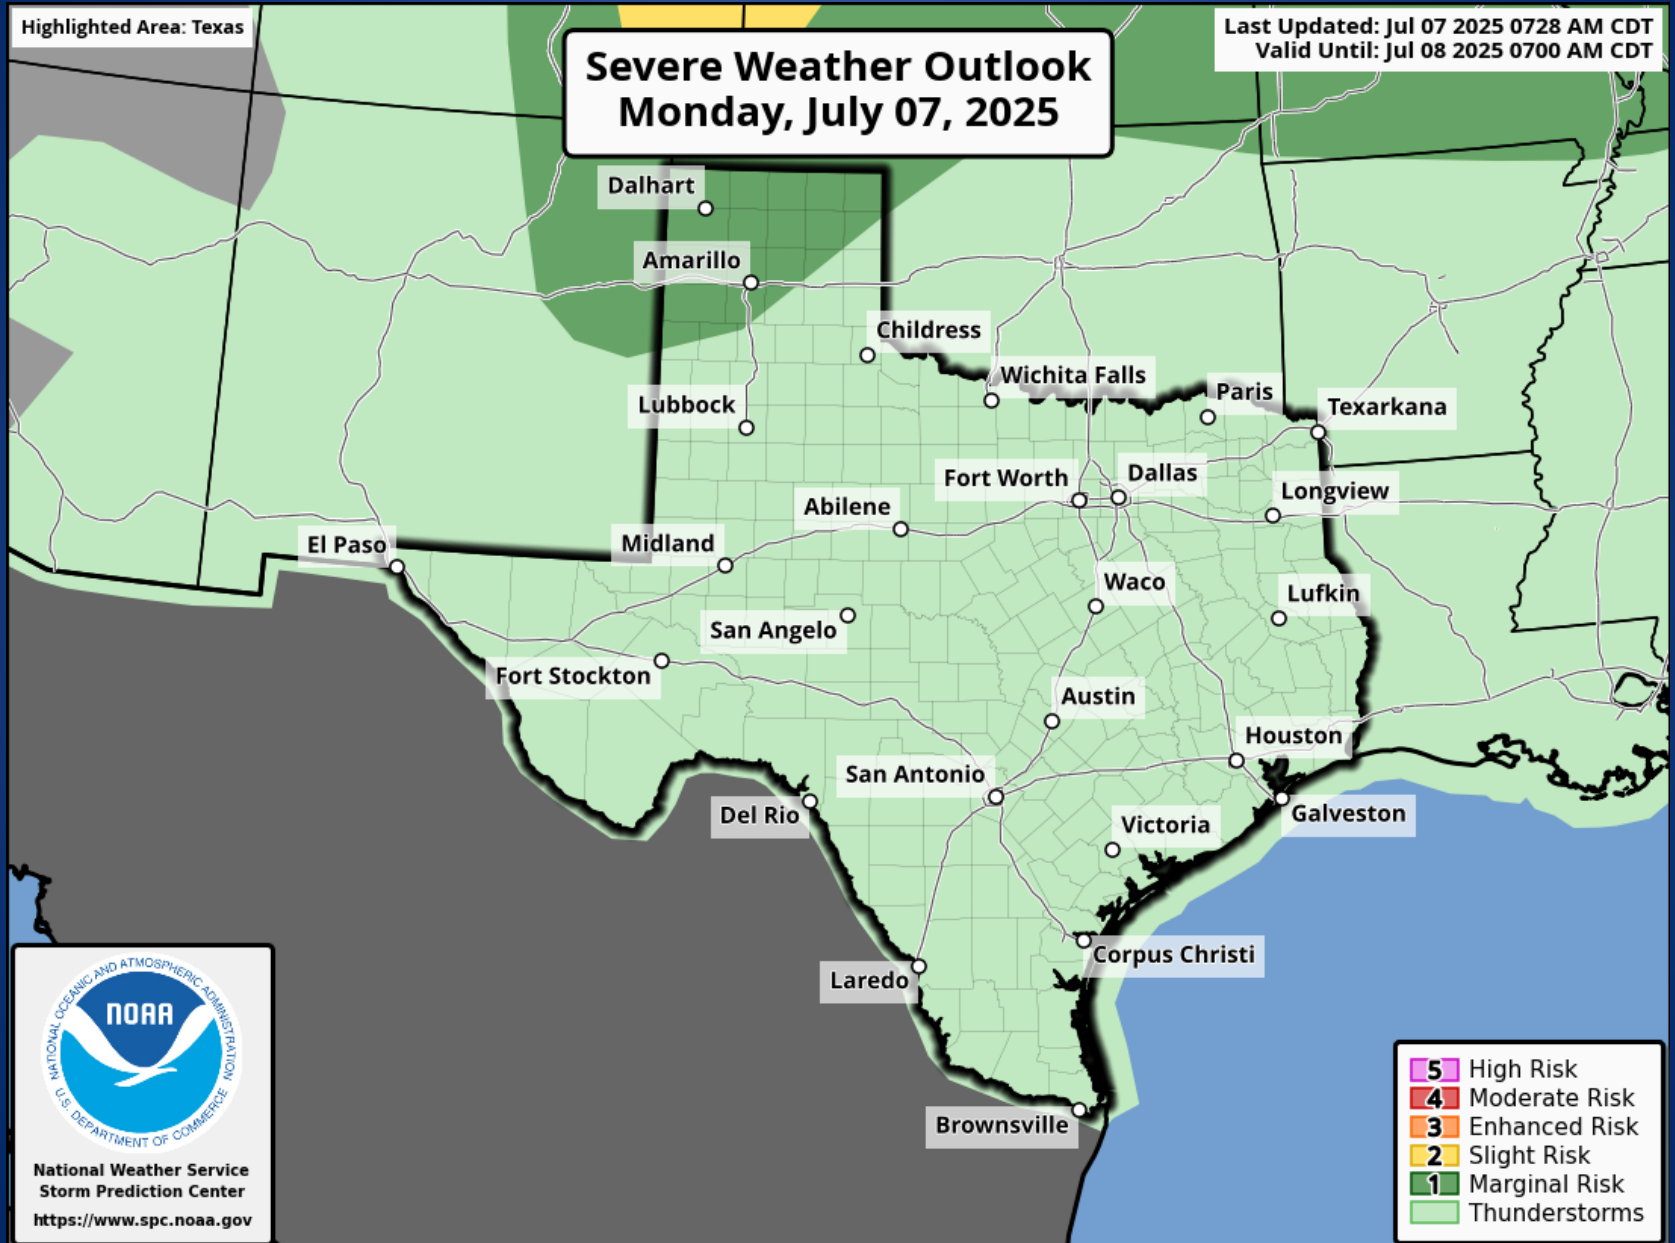 Highlighted Area: Texas
Last Updated: Jul 07 2025 0728 AM CDT
Valid Until: Jul 08 2025 0700 AM CDT
Severe Weather Outlook
Monday, July 07, 2025
Dalhart
Amarillo
Childress
Wichita Falls
Paris
Texarkana
Lubbock
Fort Worth
Dallas
Longview
Abilene
El Paso
Midland
Waco
Lufkin
San Angelo
Fort Stockton
Austin
Houston
San Antonio
Del Rio
Galveston
Victoria
Corpus Christi
Laredo
Brownsville
NATIONAL OCEANIC AND ATMOSPHERIC ADMINISTRATION
NOAA
U.S. DEPARTMENT OF COMMERCE
National Weather Service
Storm Prediction Center
https://www.spc.noaa.gov
5 High Risk
4 Moderate Risk
3 Enhanced Risk
2 Slight Risk
1 Marginal Risk
Thunderstorms